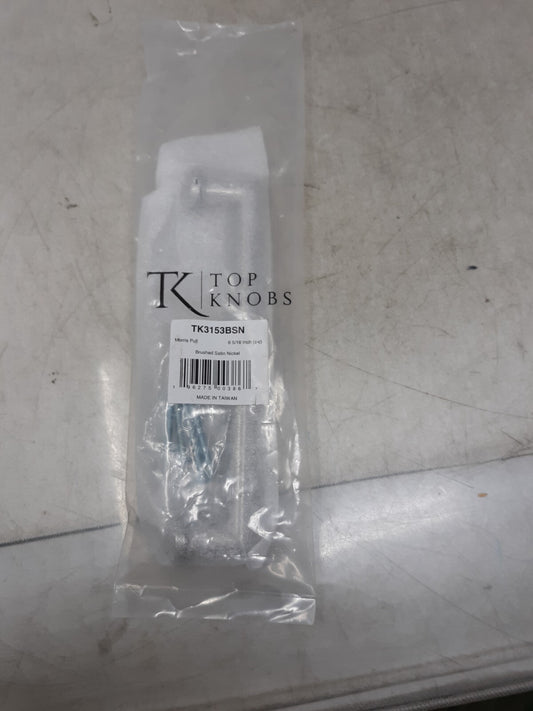 TK TOP
KNOBS
TK3153BSN
Morris Pull 6 5/16 Inch (c-c)
Brushed Satin Nickel
MADE IN TAIWAN